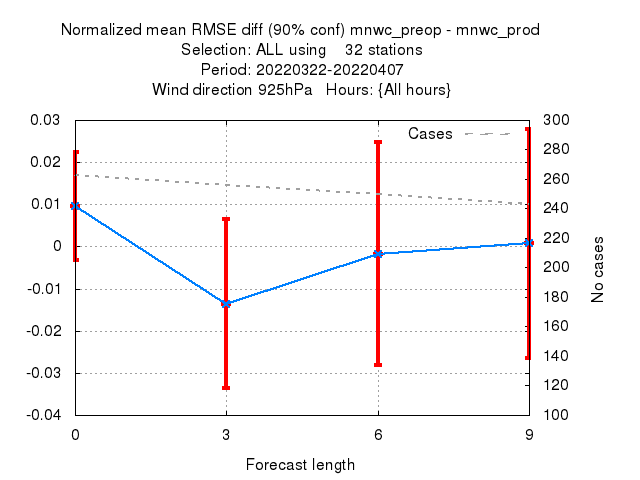 Normalized mean RMSE diff (90% conf) mnwc_preop - mnwc_prod
Selection: ALL using 32 stations
Period: 20220322-20220407
Wind direction 925hPa Hours: {All hours}
Cases
0.03
0.02
0.01
0
-0.01
-0.02
-0.03
-0.04
300
280
260
240
220
200
180
160
140
120
100
No cases
0 3 6 9
Forecast length